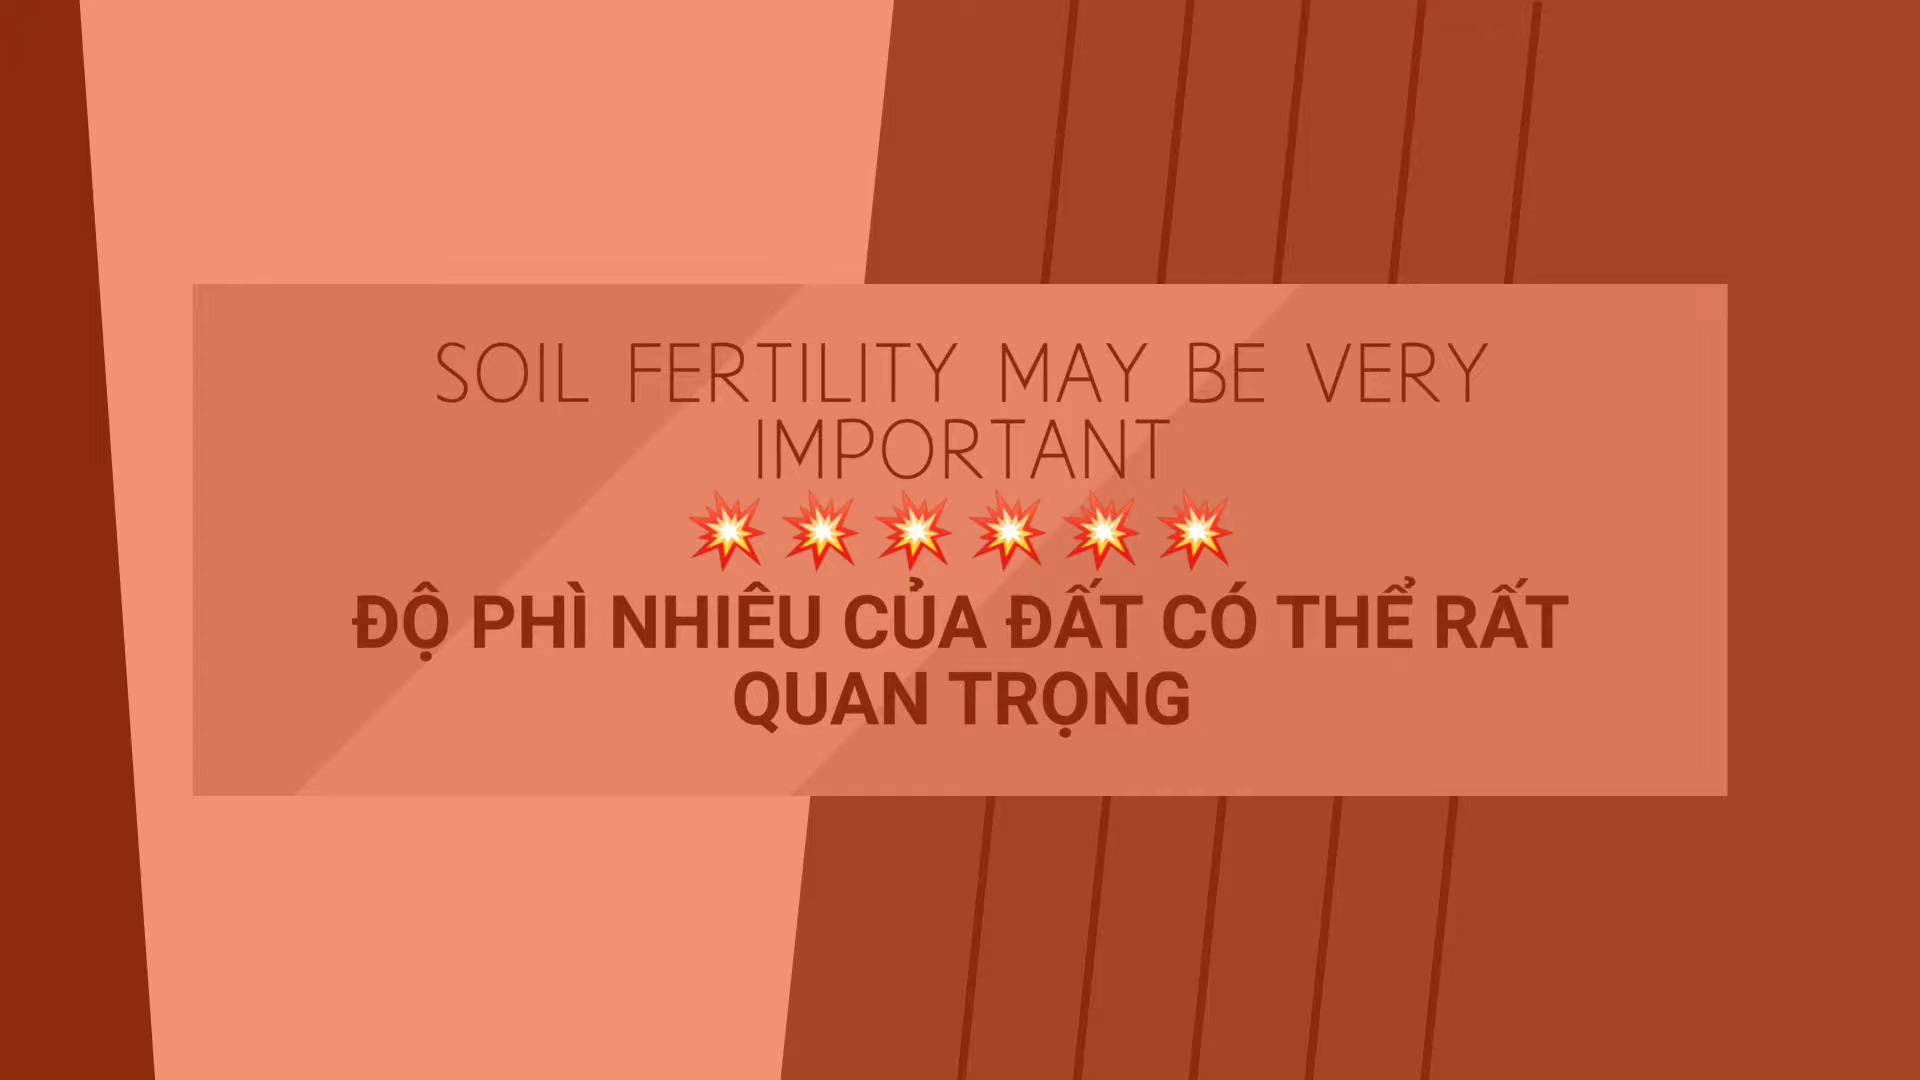 SOIL FERTILITY MAY BE VERY
IMPORTANT
💥💥💥💥💥💥
ĐỘ PHÌ NHIÊU CỦA ĐẤT CÓ THỂ RẤT
QUAN TRỌNG